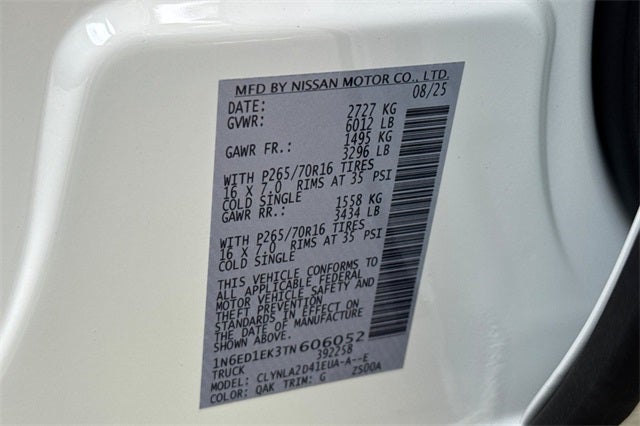 MFD BY NISSAN MOTOR CO., LTD.
DATE: 08/25
GVWR: 2727 KG
6012 LB
GAWR FR.: 1495 KG
3296 LB
WITH P265/70R16 TIRES
16 X 7.0 RIMS AT 35 PSI
COLD SINGLE
GAWR RR.: 1558 KG
3434 LB
WITH P265/70R16 TIRES
16 X 7.0 RIMS AT 35 PSI
COLD SINGLE
THIS VEHICLE CONFORMS TO
ALL APPLICABLE FEDERAL
MOTOR VEHICLE SAFETY AND
THEFT PREVENTION
STANDARDS IN EFFECT ON
THE DATE OF MANUFACTURE
SHOWN ABOVE.
1N6ED1EK3TN606052
TRUCK 392258
MODEL: CLYNLA2D41EUA-A--E
COLOR: QAK TRIM: G 2S00A